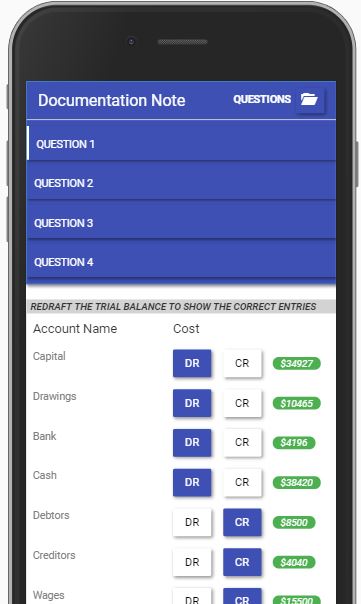 Documentation Note QUESTIONS
QUESTION 1
QUESTION 2
QUESTION 3
QUESTION 4
REDRAFT THE TRIAL BALANCE TO SHOW THE CORRECT ENTRIES
Account Name Cost
Capital DR CR $34927
Drawings DR CR $10465
Bank DR CR $4196
Cash DR CR $38420
Debtors DR CR $8500
Creditors DR CR $4040
Wages DR CR $15500